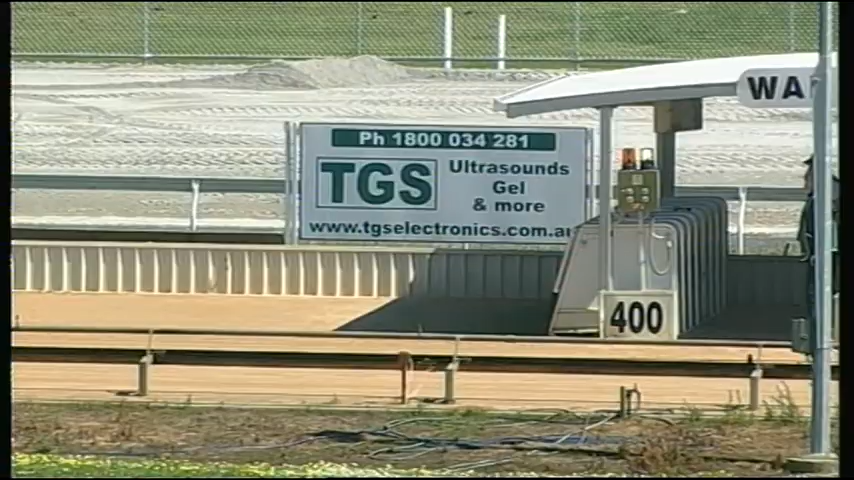 WA
Ph 1800 034 281
TGS
Ultrasounds
Gel
& more
www.tgselectronics.com.au
400